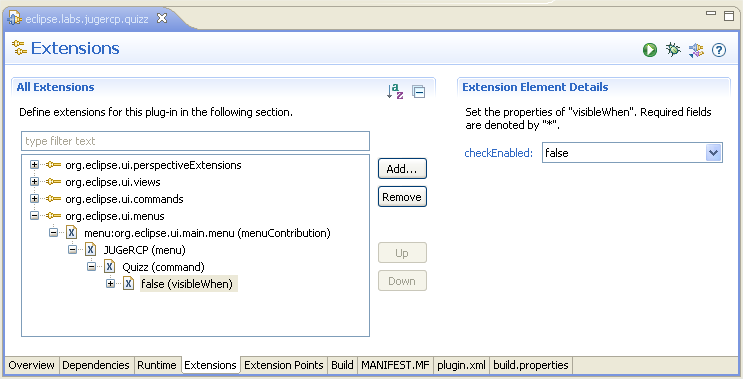 eclipse.labs.jugercp.quizz
Extensions
All Extensions
Define extensions for this plug-in in the following section.
type filter text
org.eclipse.ui.perspectiveExtensions
org.eclipse.ui.views
org.eclipse.ui.commands
org.eclipse.ui.menus
menu:org.eclipse.ui.main.menu (menuContribution)
JUGeRCP (menu)
Quizz (command)
false (visibleWhen)
Add...
Remove
Up
Down
Extension Element Details
Set the properties of "visibleWhen". Required fields
are denoted by "*".
checkEnabled: false
Overview Dependencies Runtime Extensions Extension Points Build MANIFEST.MF plugin.xml build.properties